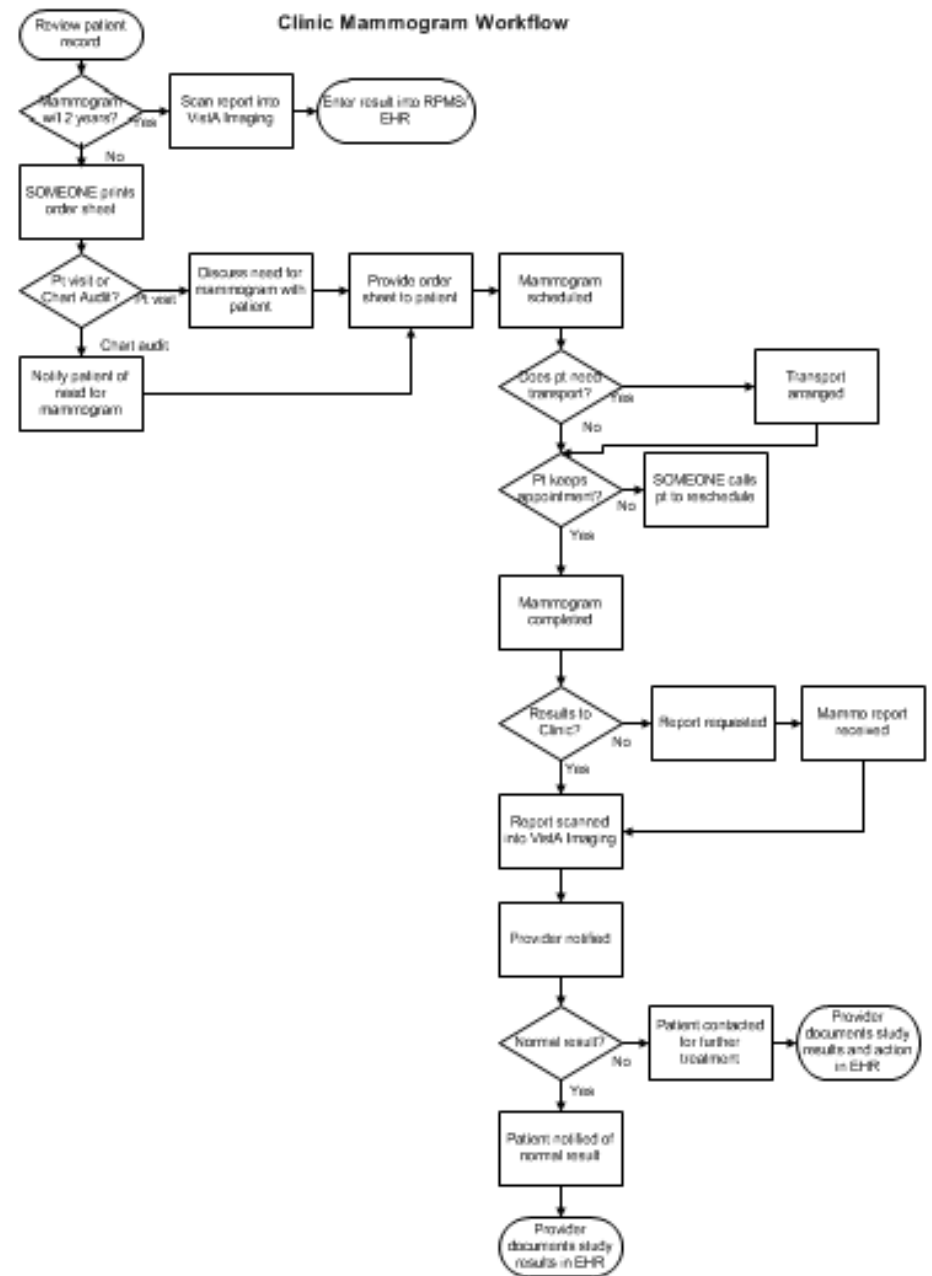 Clinic Mammogram Workflow
Review patient
record
Mammogram
w/I 2 years?
Yes
Scan report into
VistA Imaging
Enter result into RPMS/
EHR
No
SOMEONE prints
order sheet
Pt visit or
Chart Audit?
Pt visit
Discuss need for
mammogram with
patient
Provide order
sheet to patient
Mammogram
scheduled
Chart audit
Notify patient of
need for
mammogram
Does pt need
transport?
Yes
Transport
arranged
No
Pt keeps
appointment?
No
SOMEONE calls
pt to reschedule
Yes
Mammogram
completed
Results to
Clinic?
No
Report requested
Mammo report
received
Yes
Report scanned
into VistA Imaging
Provider notified
Normal result?
No
Patient contacted
for further
treatment
Provider
documents study
results and action
in EHR
Yes
Patient notified of
normal result
Provider
documents study
results in EHR